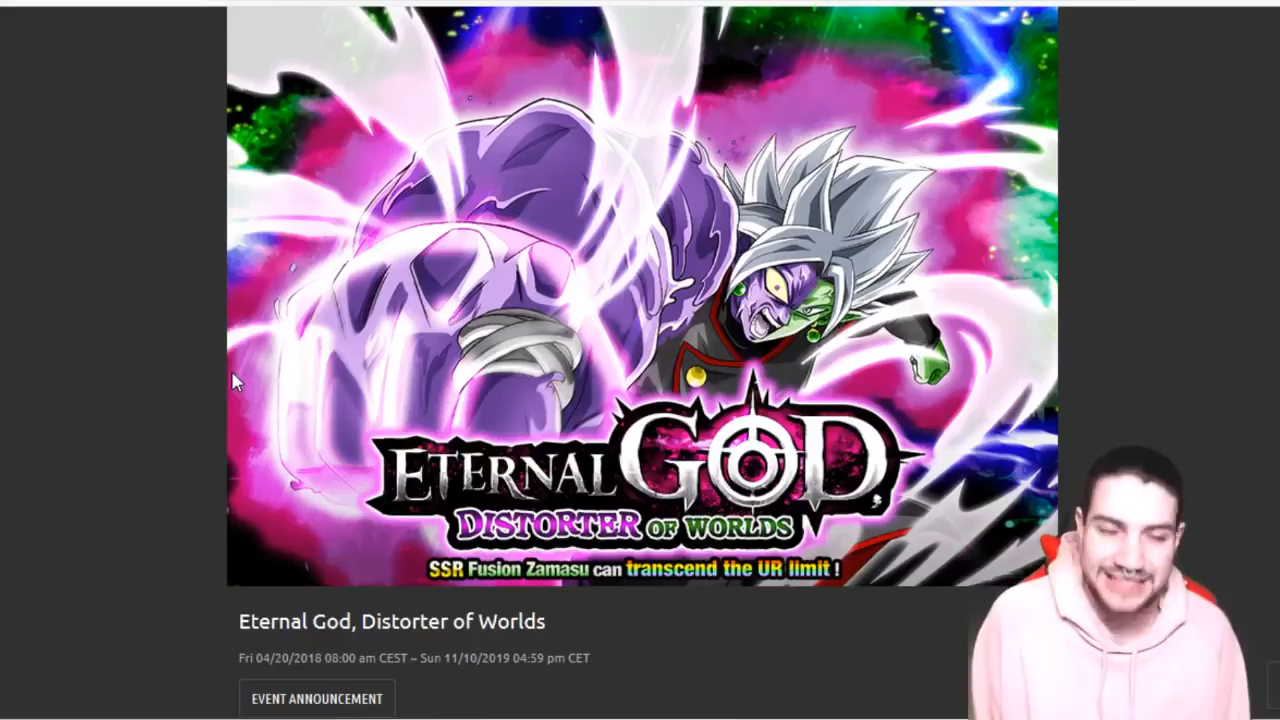 ETERNAL GOD,
DISTORTER OF WORLDS
SSR Fusion Zamasu can transcend the UR limit !
Eternal God, Distorter of Worlds
Fri 04/20/2018 08:00 am CEST ~ Sun 11/10/2019 04:59 pm CET
EVENT ANNOUNCEMENT